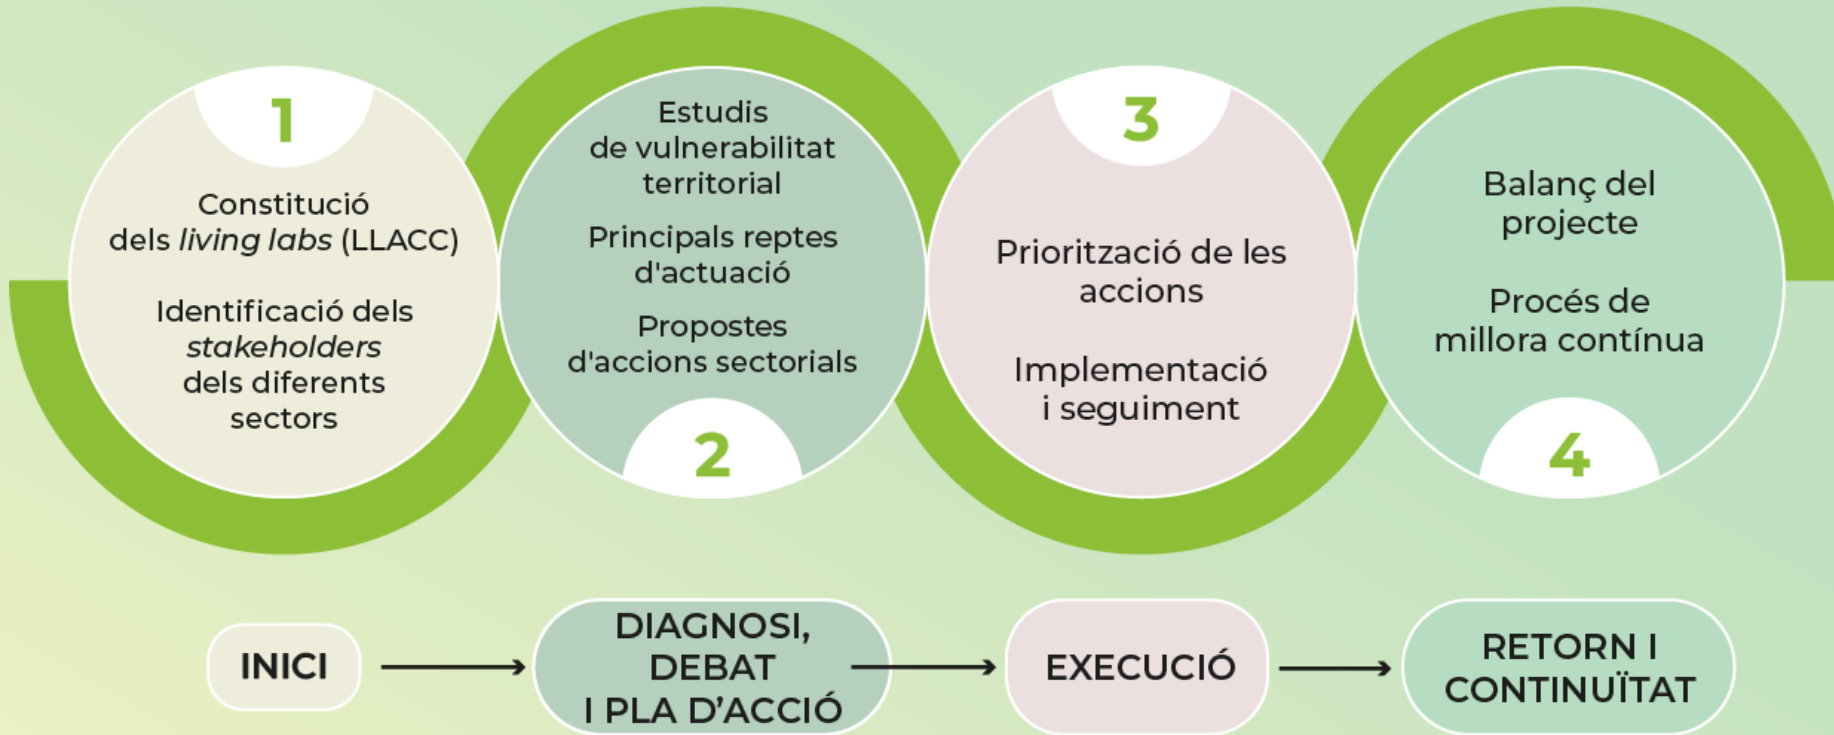 1
Constitució
dels living labs (LLACC)
Identificació dels
stakeholders
dels diferents
sectors
Estudis
de vulnerabilitat
territorial
Principals reptes
d'actuació
Propostes
d'accions sectorials
2
3
Priorització de les
accions
Implementació
i seguiment
Balanç del
projecte
Procés de
millora contínua
4
INICI
DIAGNOSI,
DEBAT
I PLA D’ACCIÓ
EXECUCIÓ
RETORN I
CONTINUÏTAT